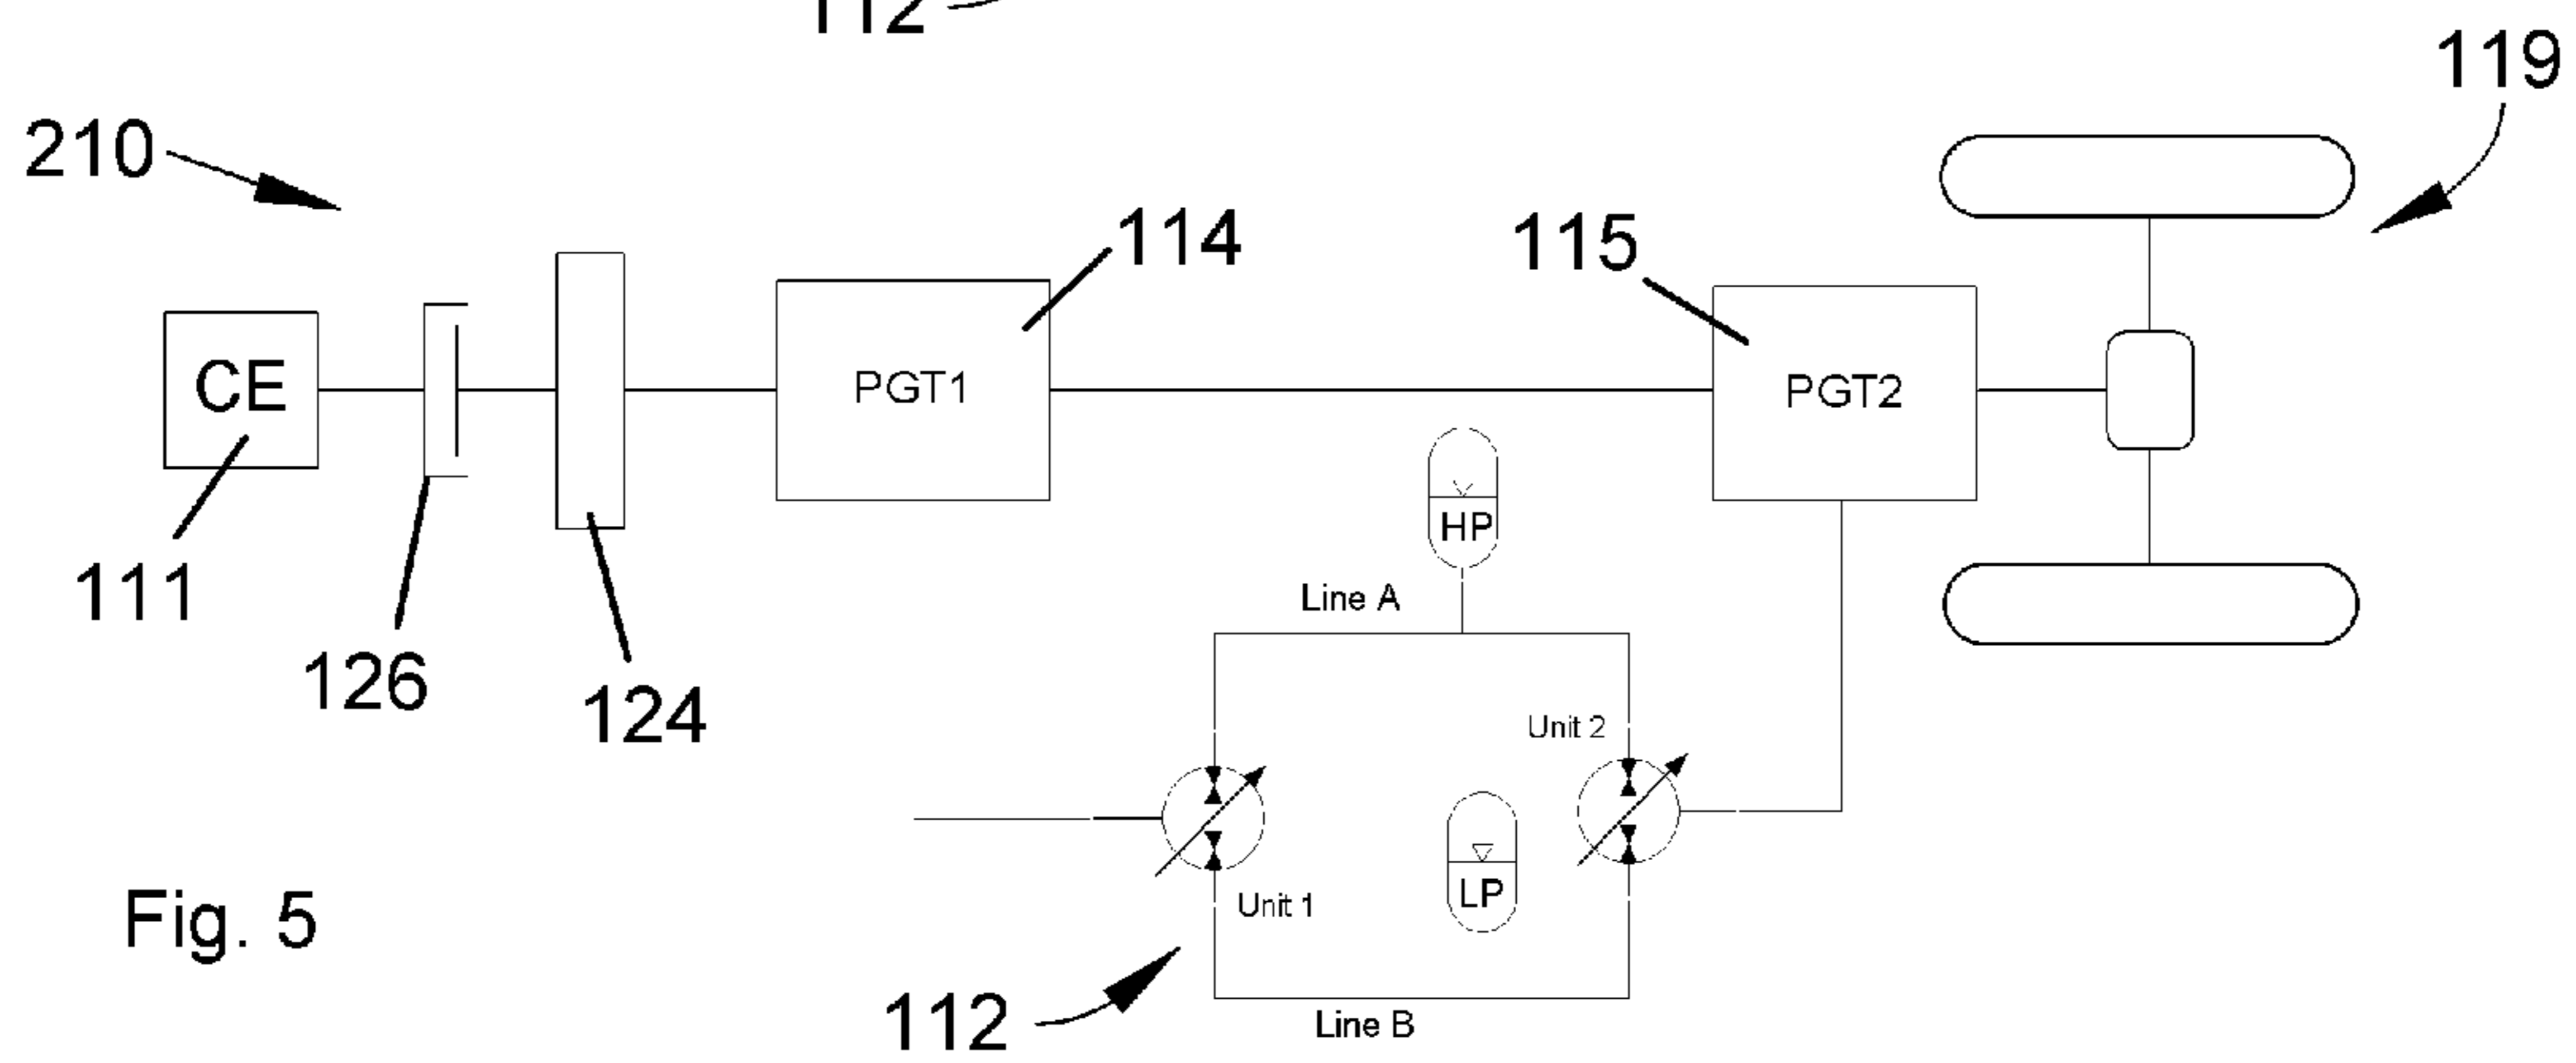 112
119
210
114
115
CE
PGT1
PGT2
HP
111
Line A
126
124
Unit 2
LP
Unit 1
Fig. 5
112
Line B